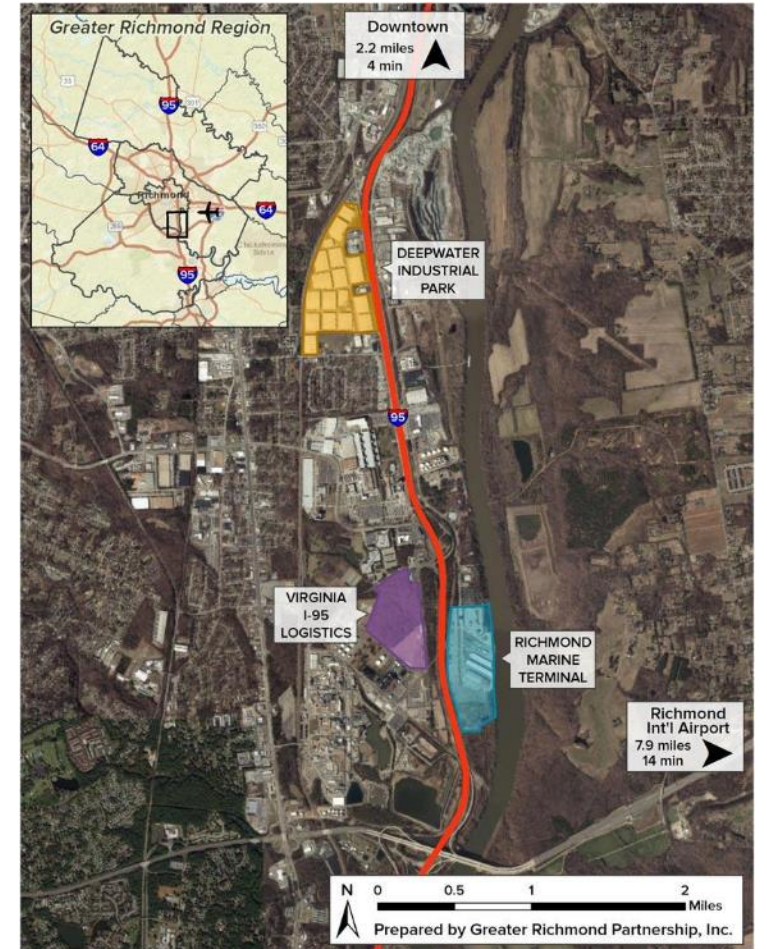 Greater Richmond Region
95
64
Richmond
64
95
Downtown
2.2 miles
4 min
DEEPWATER
INDUSTRIAL
PARK
95
VIRGINIA
I-95
LOGISTICS
RICHMOND
MARINE
TERMINAL
Richmond
Int'l Airport
7.9 miles
14 min
N
0 0.5 1 2
Miles
Prepared by Greater Richmond Partnership, Inc.